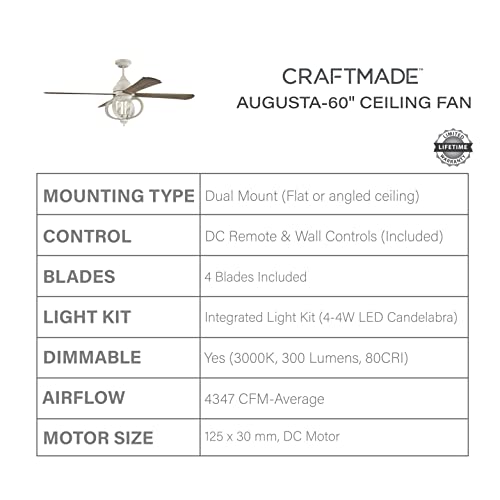 CRAFTMADE™
AUGUSTA-60" CEILING FAN
LIMITED
LIFETIME
WARRANTY
MOUNTING TYPE Dual Mount (Flat or angled ceiling)
CONTROL DC Remote & Wall Controls (Included)
BLADES 4 Blades Included
LIGHT KIT Integrated Light Kit (4-4W LED Candelabra)
DIMMABLE Yes (3000K, 300 Lumens, 80CRI)
AIRFLOW 4347 CFM-Average
MOTOR SIZE 125 x 30 mm, DC Motor